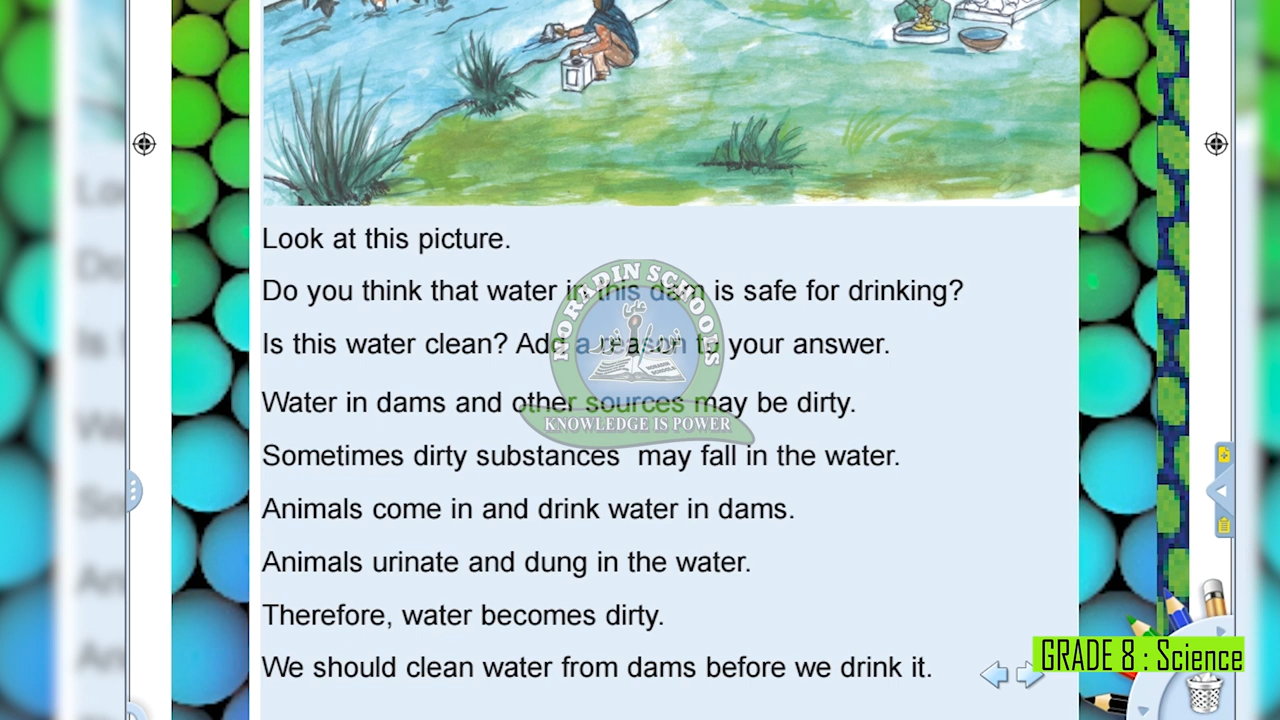 Look at this picture.
Do you think that water in this dam is safe for drinking?
Is this water clean? Add a reason to your answer.
Water in dams and other sources may be dirty.
Sometimes dirty substances  may fall in the water.
Animals come in and drink water in dams.
Animals urinate and dung in the water.
Therefore, water becomes dirty.
We should clean water from dams before we drink it.
NORADIN SCHOOLS
KNOWLEDGE IS POWER
GRADE 8 : Science